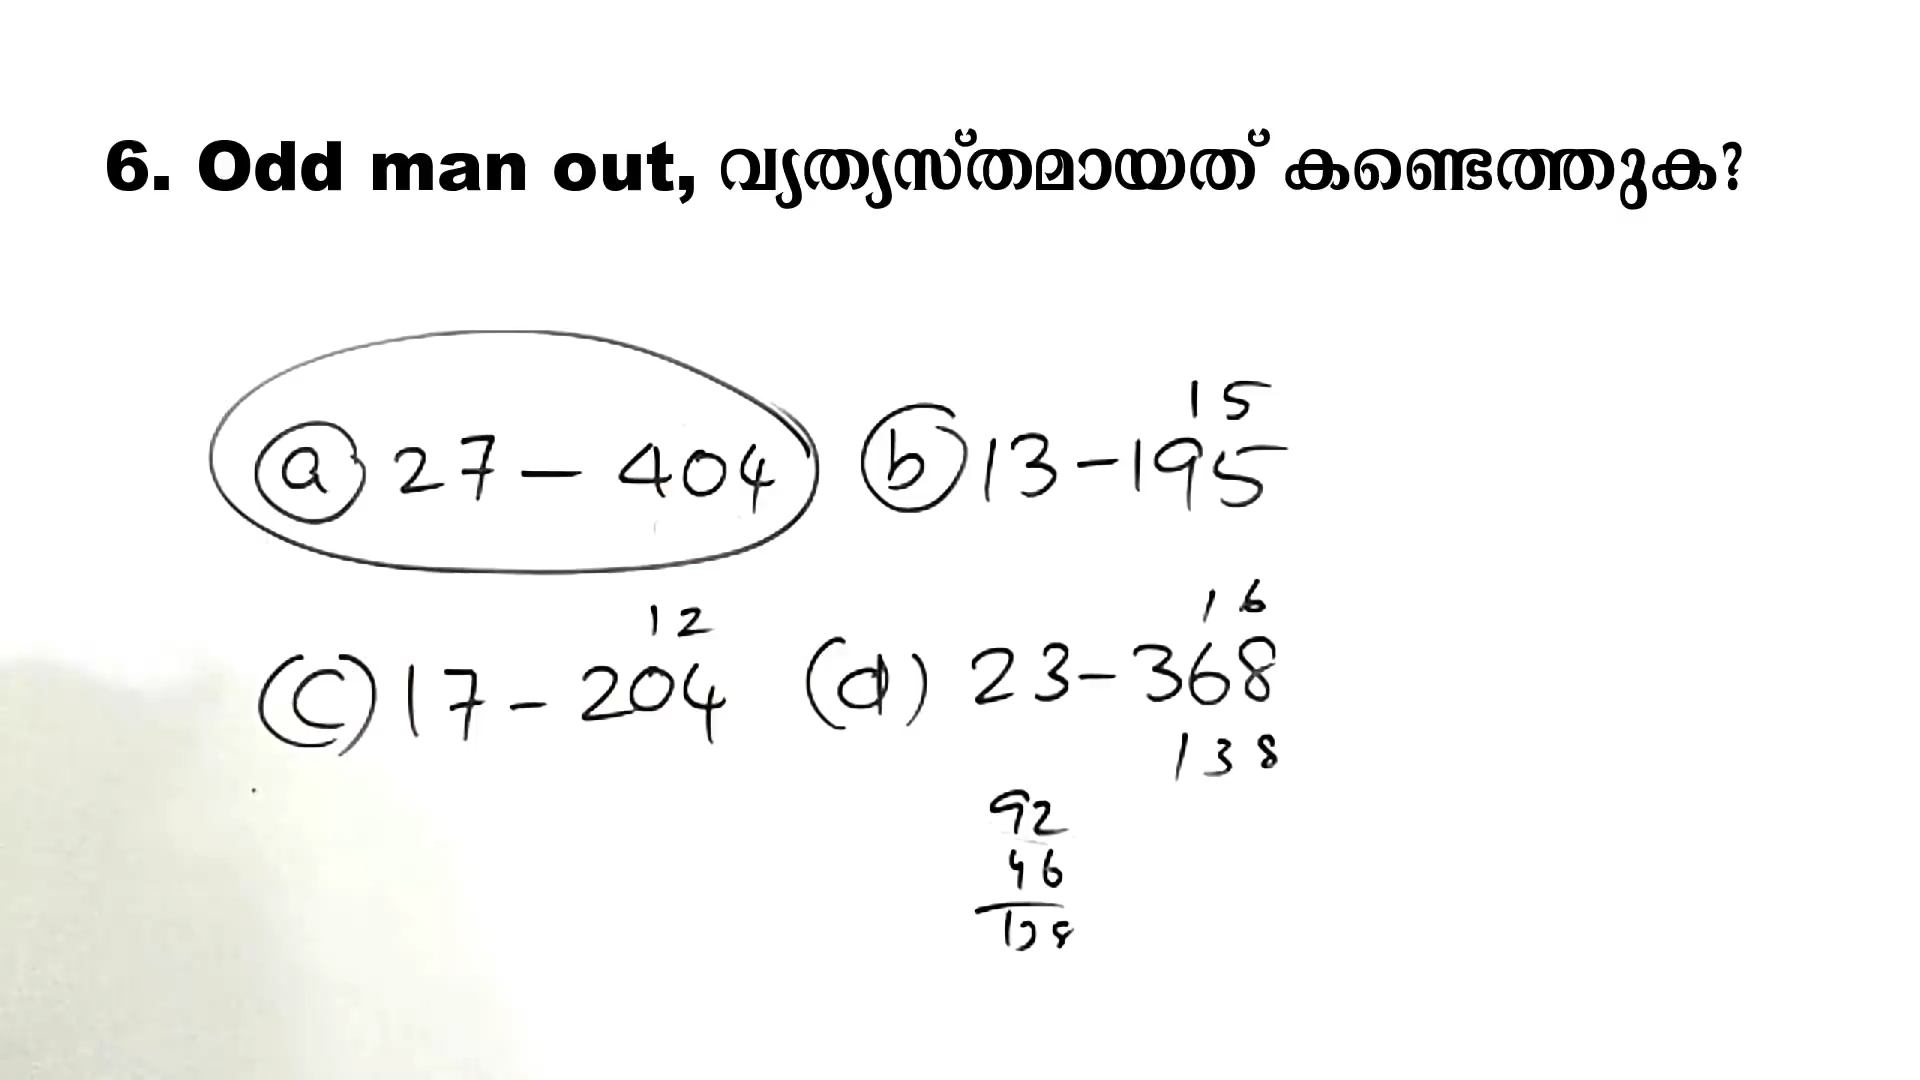 6. Odd man out, വ്യത്യസ്തമായത് കണ്ടെത്തുക?
15
(a) 27 - 404 (b) 13 - 195
12 16
(c) 17 - 204 (d) 23 - 368
138
92
46
138